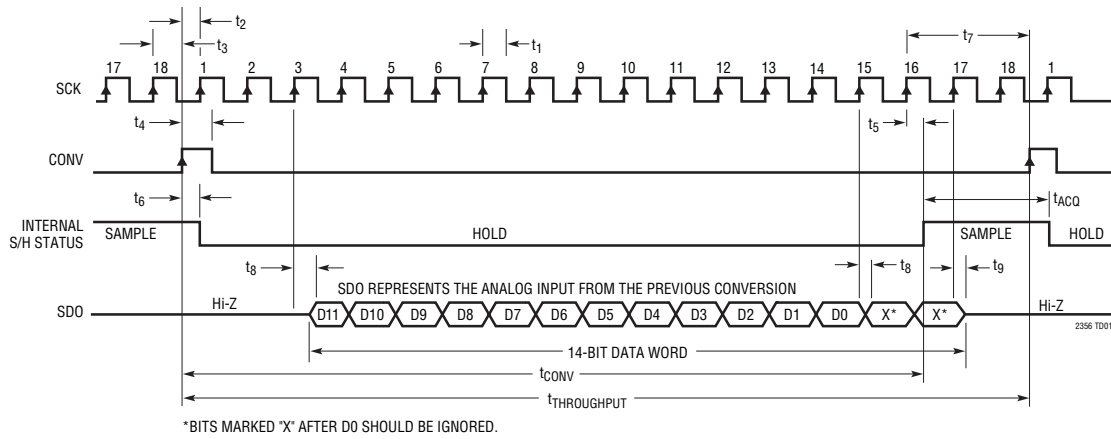 t2
t3
t1
t7
17 18 1 2 3 4 5 6 7 8 9 10 11 12 13 14 15 16 17 18 1
SCK
t4
t5
CONV
t6
tACQ
INTERNAL
S/H STATUS
SAMPLE HOLD SAMPLE HOLD
t8
t8
t9
SDO REPRESENTS THE ANALOG INPUT FROM THE PREVIOUS CONVERSION
SDO
Hi-Z D11 D10 D9 D8 D7 D6 D5 D4 D3 D2 D1 D0 X* X* Hi-Z
2356 TD01
14-BIT DATA WORD
tCONV
tTHROUGHPUT
*BITS MARKED "X" AFTER D0 SHOULD BE IGNORED.